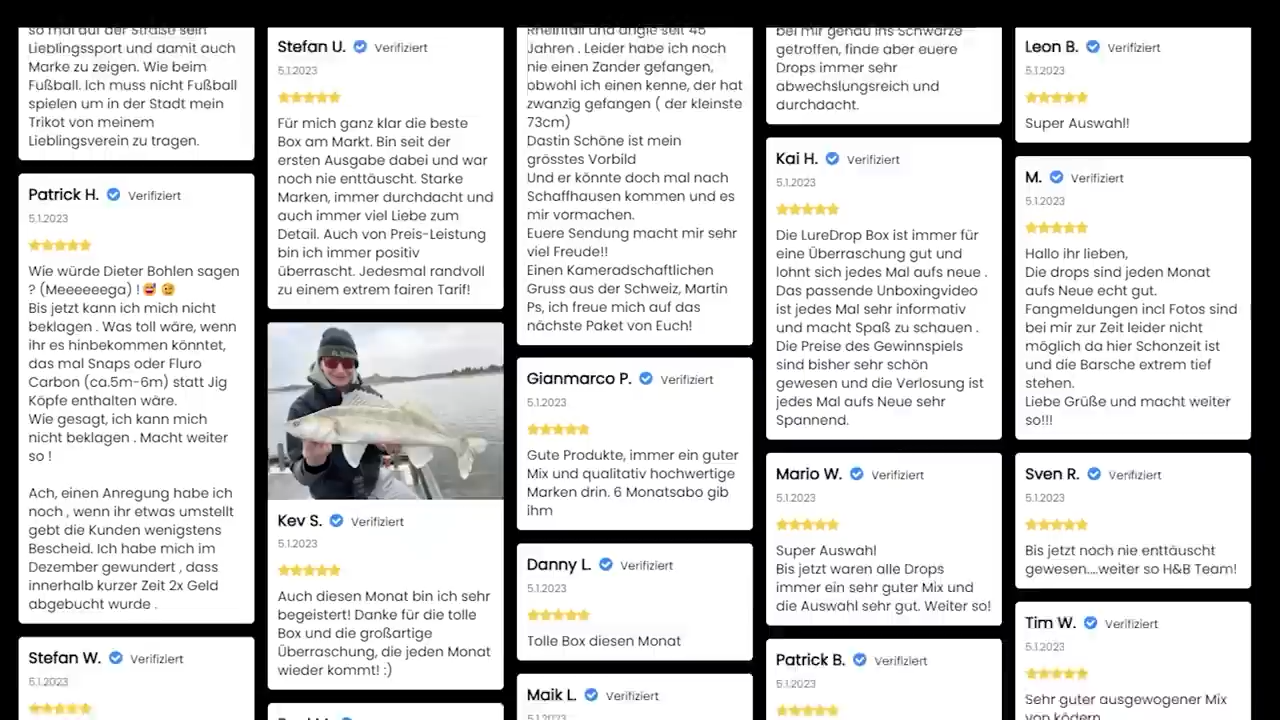 so mal auf der Straße sein
Lieblingssport und damit auch
Marke zu zeigen. Wie beim
Fußball. Ich muss nicht Fußball
spielen um in der Stadt mein
Trikot von meinem
Lieblingsverein zu tragen.
Patrick H. Verifiziert
5.1.2023
Wie würde Dieter Bohlen sagen
? (Meeeeeega) ! 😅 😉
Bis jetzt kann ich mich nicht
beklagen . Was toll wäre, wenn
ihr es hinbekommen könntet,
das mal Snaps oder Fluro
Carbon (ca.5m-6m) statt Jig
Köpfe enthalten wäre.
Wie gesagt, ich kann mich
nicht beklagen . Macht weiter
so !
Ach, einen Anregung habe ich
noch , wenn ihr etwas umstellt
gebt die Kunden wenigstens
Bescheid. Ich habe mich im
Dezember gewundert , dass
innerhalb kurzer Zeit 2x Geld
abgebucht wurde .
Stefan W. Verifiziert
5.1.2023
Stefan U. Verifiziert
5.1.2023
Für mich ganz klar die beste
Box am Markt. Bin seit der
ersten Ausgabe dabei und war
noch nie enttäuscht. Starke
Marken, immer durchdacht und
auch immer viel Liebe zum
Detail. Auch von Preis-Leistung
bin ich immer positiv
überrascht. Jedesmal randvoll
zu einem extrem fairen Tarif!
Kev S. Verifiziert
5.1.2023
Auch diesen Monat bin ich sehr
begeistert! Danke für die tolle
Box und die großartige
Überraschung, die jeden Monat
wieder kommt! :)
Rheinfall und angle seit 45
Jahren . Leider habe ich noch
nie einen Zander gefangen,
obwohl ich einen kenne, der hat
zwanzig gefangen ( der kleinste
73cm)
Dastin Schöne ist mein
grösstes Vorbild
Und er könnte doch mal nach
Schaffhausen kommen und es
mir vormachen.
Euere Sendung macht mir sehr
viel Freude!!
Einen Kameradschaftlichen
Gruss aus der Schweiz, Martin
Ps, ich freue mich auf das
nächste Paket von Euch!
Gianmarco P. Verifiziert
5.1.2023
Gute Produkte, immer ein guter
Mix und qualitativ hochwertige
Marken drin. 6 Monatsabo gib
ihm
Danny L. Verifiziert
5.1.2023
Tolle Box diesen Monat
Maik L. Verifiziert
5.1.2023
bei mir genau ins Schwarze
getroffen, finde aber euere
Drops immer sehr
abwechslungsreich und
durchdacht.
Kai H. Verifiziert
5.1.2023
Die LureDrop Box ist immer für
eine Überraschung gut und
lohnt sich jedes Mal aufs neue .
Das passende Unboxingvideo
ist jedes Mal sehr informativ
und macht Spaß zu schauen .
Die Preise des Gewinnspiels
sind bisher sehr schön
gewesen und die Verlosung ist
jedes Mal aufs Neue sehr
Spannend.
Mario W. Verifiziert
5.1.2023
Super Auswahl
Bis jetzt waren alle Drops
immer ein sehr guter Mix und
die Auswahl sehr gut. Weiter so!
Patrick B. Verifiziert
5.1.2023
Leon B. Verifiziert
5.1.2023
Super Auswahl!!
M. Verifiziert
5.1.2023
Hallo ihr lieben,
Die drops sind jeden Monat
aufs Neue echt gut.
Fangmeldungen incl Fotos sind
bei mir zur Zeit leider nicht
möglich da hier Schonzeit ist
und die Barsche extrem tief
stehen.
Liebe Grüße und macht weiter
so!!!
Sven R. Verifiziert
5.1.2023
Bis jetzt noch nie enttäuscht
gewesen....weiter so H&B Team!
Tim W. Verifiziert
5.1.2023
Sehr guter ausgewogener Mix
von ködern